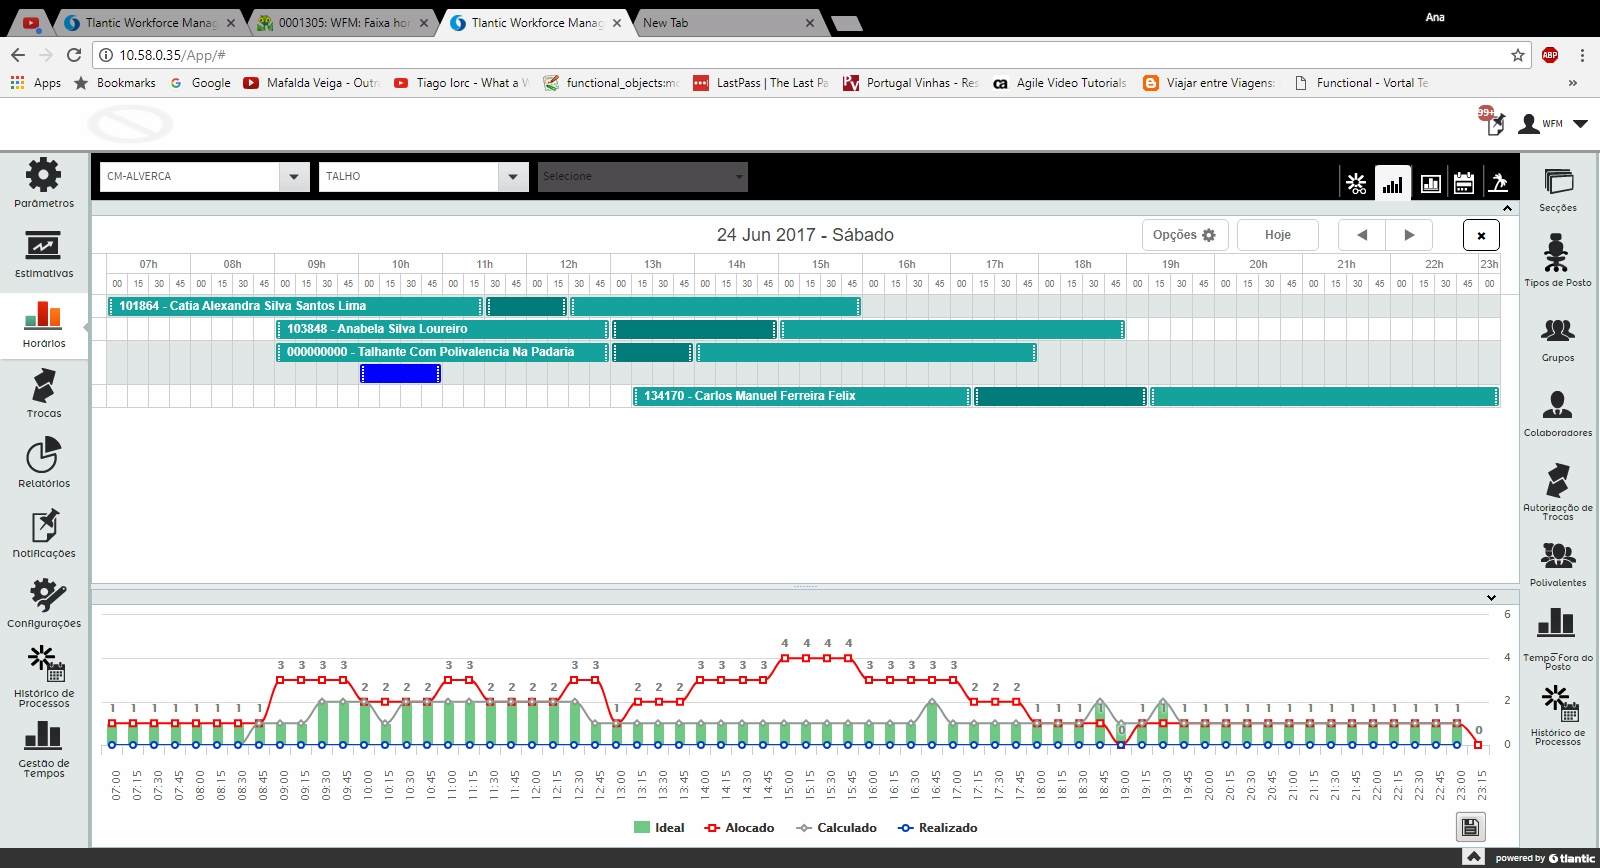 Ana
Tlantic Workforce Manag
0001305: WFM: Faixa hor
Tlantic Workforce Manag
New Tab
10.58.0.35/App/#
ABP
Apps
Bookmarks
Google
Mafalda Veiga - Outr
Tiago Iorc - What a W
functional_objects:mo
LastPass | The Last Pa
Portugal Vinhas - Res
Agile Video Tutorials
Viajar entre Viagens:
Functional - Vortal Te
»
99+
WFM
CM-ALVERCA
TALHO
Selecione
Parâmetros
Estimativas
Horários
Trocas
Relatórios
Notificações
Configurações
Histórico de
Processos
Gestão de
Tempos
24 Jun 2017 - Sábado
Opções
Hoje
07h 08h 09h 10h 11h 12h 13h 14h 15h 16h 17h 18h 19h 20h 21h 22h 23h
00 15 30 45 00 15 30 45 00 15 30 45 00 15 30 45 00 15 30 45 00 15 30 45 00 15 30 45 00 15 30 45 00 15 30 45 00 15 30 45 00 15 30 45 00 15 30 45 00 15 30 45 00 15 30 45 00 15 30 45 00 15 30 45 00
101864 - Catia Alexandra Silva Santos Lima
103848 - Anabela Silva Loureiro
000000000 - Talhante Com Polivalencia Na Padaria
134170 - Carlos Manuel Ferreira Felix
6
4
2
0
1 1 1 1 1 1 1 1 3 3 3 3 2 2 2 2 3 3 2 2 2 2 3 3 1 2 2 2 3 3 3 3 4 4 4 4 3 3 3 3 3 2 2 2 1 1 1 1 0 1 1 1 1 1 1 1 1 1 1 1 1 1 1 1 1 0
07:00 07:15 07:30 07:45 08:00 08:15 08:30 08:45 09:00 09:15 09:30 09:45 10:00 10:15 10:30 10:45 11:00 11:15 11:30 11:45 12:00 12:15 12:30 12:45 13:00 13:15 13:30 13:45 14:00 14:15 14:30 14:45 15:00 15:15 15:30 15:45 16:00 16:15 16:30 16:45 17:00 17:15 17:30 17:45 18:00 18:15 18:30 18:45 19:00 19:15 19:30 19:45 20:00 20:15 20:30 20:45 21:00 21:15 21:30 21:45 22:00 22:15 22:30 22:45 23:00 23:15
Ideal
Alocado
Calculado
Realizado
Secções
Tipos de Posto
Grupos
Colaboradores
Autorização de
Trocas
Polivalentes
Tempo Fora do
Posto
Histórico de
Processos
powered by tlantic